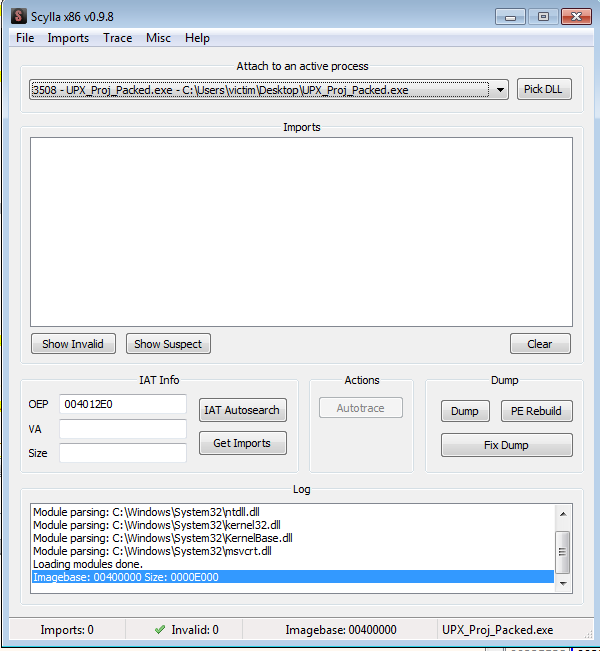 Scylla x86 v0.9.8
File Imports Trace Misc Help
Attach to an active process
3508 - UPX_Proj_Packed.exe - C:\Users\victim\Desktop\UPX_Proj_Packed.exe
Pick DLL
Imports
Show Invalid
Show Suspect
Clear
IAT Info
OEP 004012E0
VA
Size
IAT Autosearch
Get Imports
Actions
Autotrace
Dump
Dump
PE Rebuild
Fix Dump
Log
Module parsing: C:\Windows\System32\ntdll.dll
Module parsing: C:\Windows\System32\kernel32.dll
Module parsing: C:\Windows\System32\KernelBase.dll
Module parsing: C:\Windows\System32\msvcrt.dll
Loading modules done.
Imagebase: 00400000 Size: 0000E000
Imports: 0
Invalid: 0
Imagebase: 00400000
UPX_Proj_Packed.exe